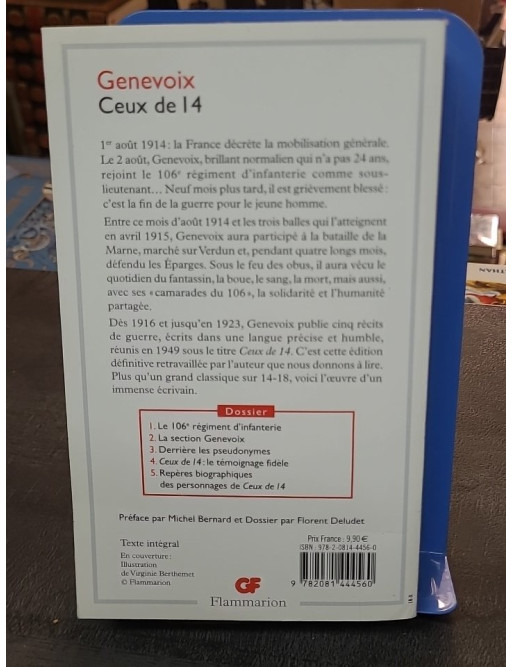 Genevoix
Ceux de 14
1er août 1914 : la France décrète la mobilisation générale.
Le 2 août, Genevoix, brillant normalien qui n'a pas 24 ans,
rejoint le 106e régiment d'infanterie comme sous-
lieutenant… Neuf mois plus tard, il est grièvement blessé :
c'est la fin de la guerre pour le jeune homme.
Entre ce mois d'août 1914 et les trois balles qui l'atteignent
en avril 1915, Genevoix aura participé à la bataille de la
Marne, marché sur Verdun et, pendant quatre longs mois,
défendu les Éparges. Sous le feu des obus, il aura vécu le
quotidien du fantassin, la boue, le sang, la mort, mais aussi,
avec ses «camarades du 106», la solidarité et l'humanité
partagée.
Dès 1916 et jusqu'en 1923, Genevoix publie cinq récits
de guerre, écrits dans une langue précise et humble,
réunis en 1949 sous le titre Ceux de 14. C'est cette édition
définitive retravaillée par l'auteur que nous donnons à lire.
Plus qu'un grand classique sur 14-18, voici l'œuvre d'un
immense écrivain.
Dossier
1. Le 106e régiment d'infanterie
2. La section Genevoix
3. Derrière les pseudonymes
4. Ceux de 14 : le témoignage fidèle
5. Repères biographiques
des personnages de Ceux de 14
Préface par Michel Bernard et Dossier par Florent Deludet
Texte intégral
En couverture :
Illustration
de Virginie Berthemet
© Flammarion
Prix France : 9,90 €
ISBN : 978-2-0814-4456-0
9 782081 444560
GF
Flammarion